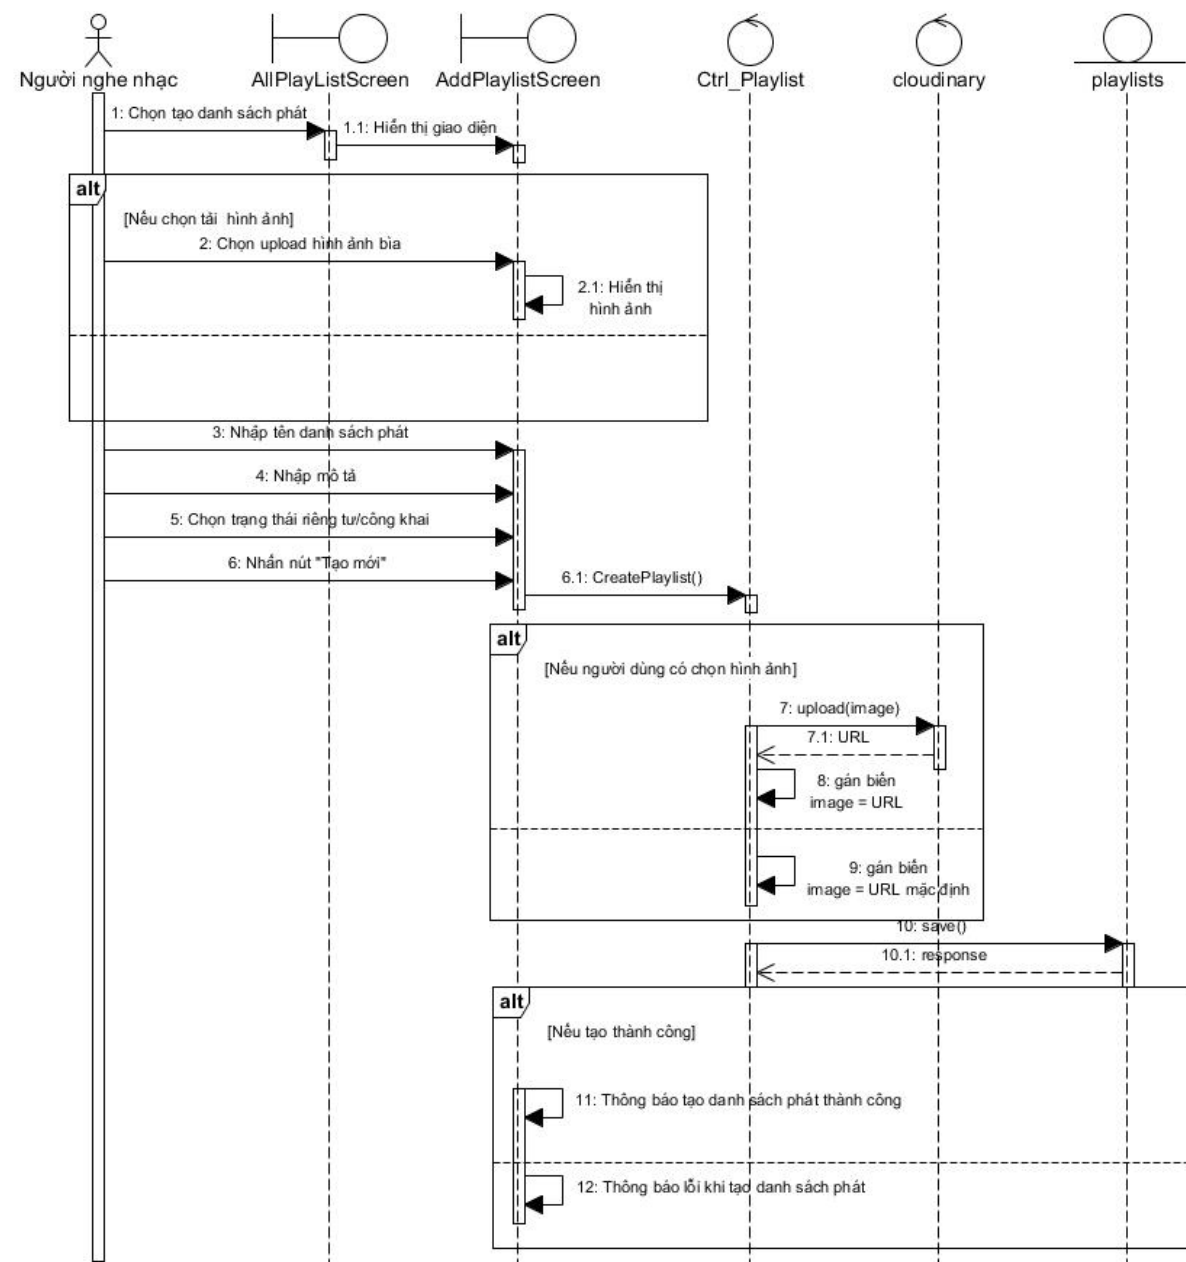 Người nghe nhạc
AllPlayListScreen
AddPlaylistScreen
Ctrl_Playlist
cloudinary
playlists
1: Chọn tạo danh sách phát
1.1: Hiển thị giao diện
alt
[Nếu chọn tải hình ảnh]
2: Chọn upload hình ảnh bìa
2.1: Hiển thị
hình ảnh
3: Nhập tên danh sách phát
4: Nhập mô tả
5: Chọn trạng thái riêng tư/công khai
6: Nhấn nút "Tạo mới"
6.1: CreatePlaylist()
alt
[Nếu người dùng có chọn hình ảnh]
7: upload(image)
7.1: URL
8: gán biến
image = URL
9: gán biến
image = URL mặc định
10: save()
10.1: response
alt
[Nếu tạo thành công]
11: Thông báo tạo danh sách phát thành công
12: Thông báo lỗi khi tạo danh sách phát